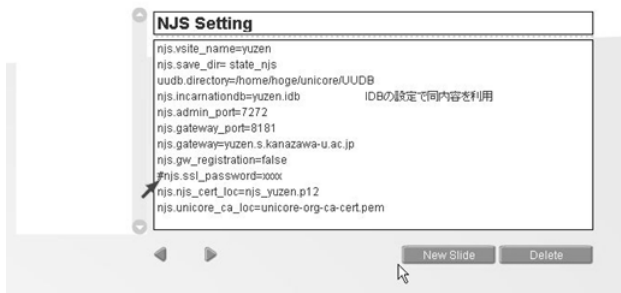 NJS Setting
njs.vsite_name=yuzen
njs.save_dir= state_njs
uudb.directory=/home/hoge/unicore/UUDB
njs.incarnationdb=yuzen.idb IDBの設定で同内容を利用
njs.admin_port=7272
njs.gateway_port=8181
njs.gateway=yuzen.s.kanazawa-u.ac.jp
njs.gw_registration=false
#njs.ssl_password=xxxx
njs.njs_cert_loc=njs_yuzen.p12
njs.unicore_ca_loc=unicore-org-ca-cert.pem
New Slide Delete